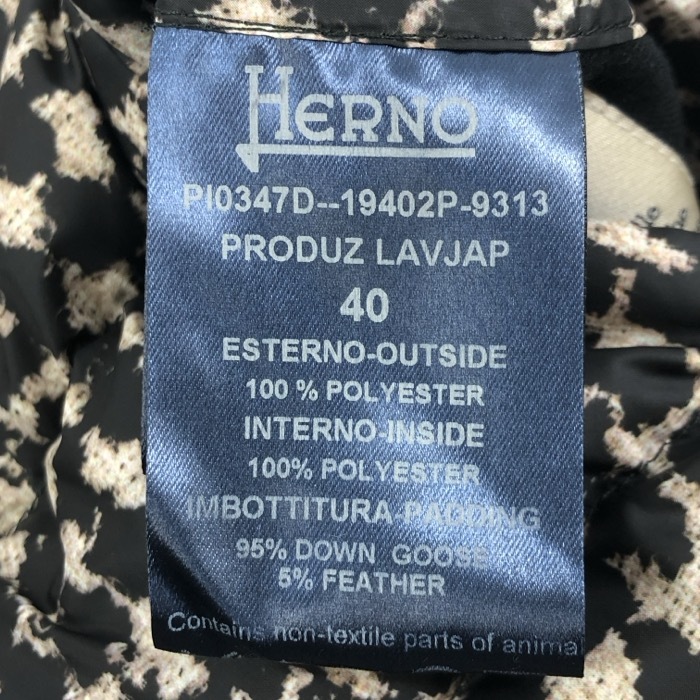 HERNO
PI0347D--19402P-9313
PRODUZ LAVJAP
40
ESTERNO-OUTSIDE
100 % POLYESTER
INTERNO-INSIDE
100% POLYESTER
IMBOTTITURA-PADDING
95% DOWN GOOSE
5% FEATHER
Contains non-textile parts of anima